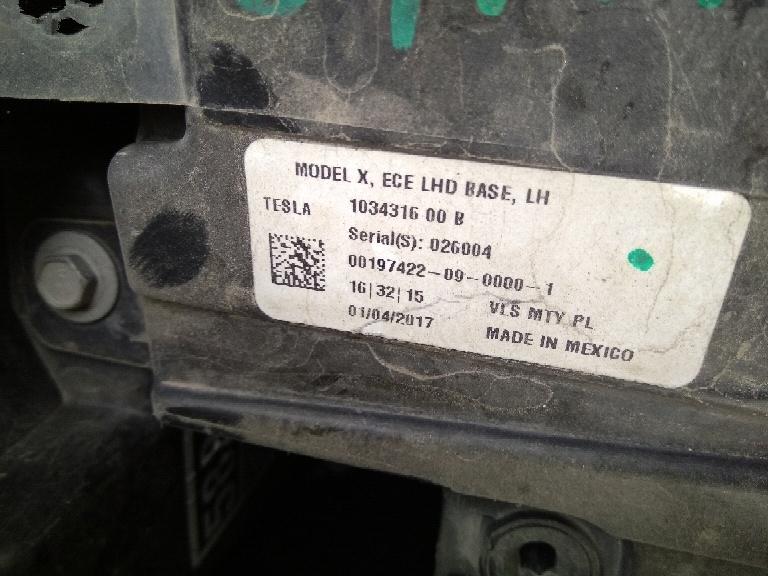 MODEL X, ECE LHD BASE, LH
TESLA
1034316 00 B
Serial(S): 026004
00197422-09-0000-1
16|32|15
VLS MTY PL
01/04/2017
MADE IN MEXICO